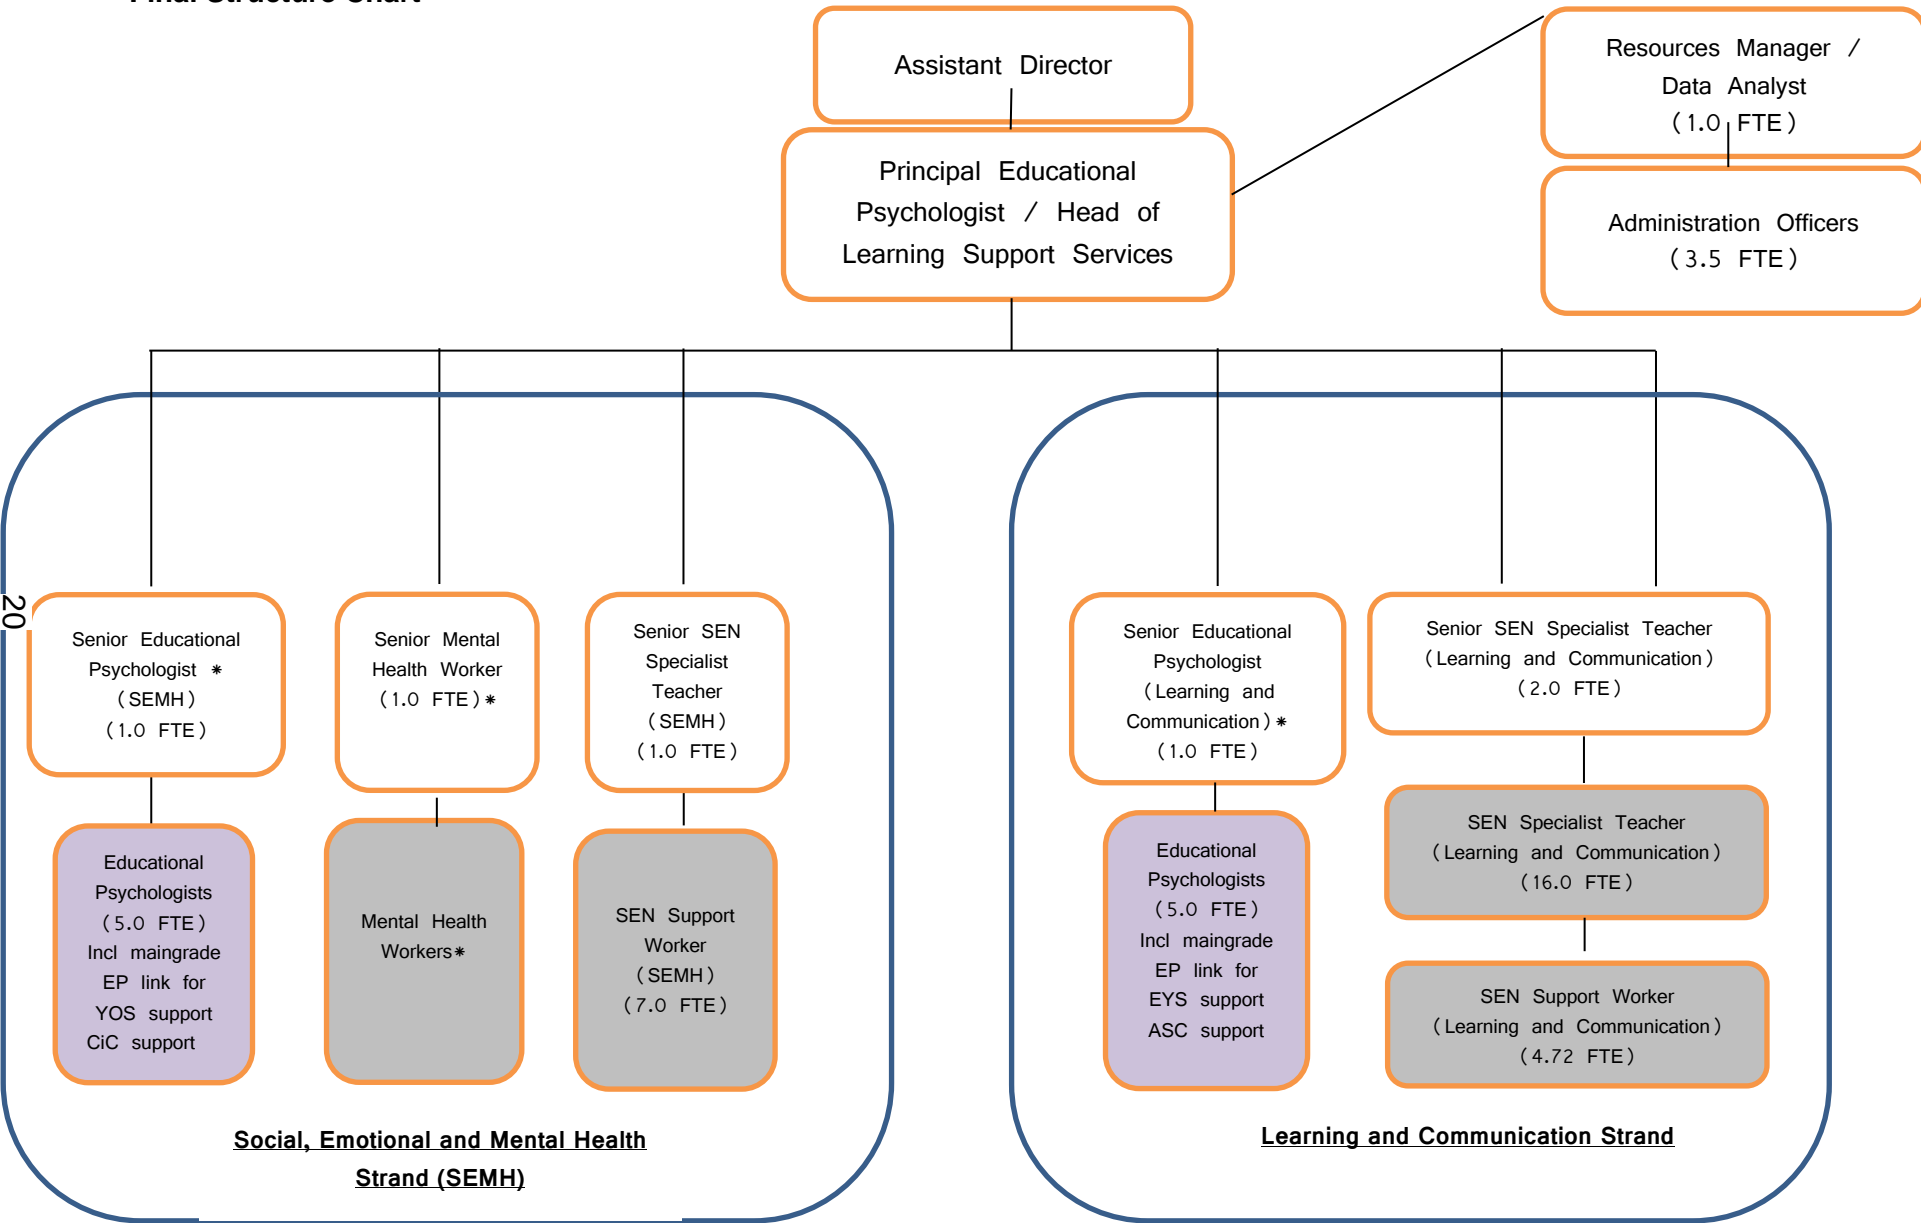 Final Structure Chart
Assistant Director
Principal Educational
Psychologist / Head of
Learning Support Services
Resources Manager /
Data Analyst
(1.0 FTE)
Administration Officers
(3.5 FTE)
20
Senior Educational
Psychologist *
(SEMH)
(1.0 FTE)
Senior Mental
Health Worker
(1.0 FTE)*
Senior SEN
Specialist
Teacher
(SEMH)
(1.0 FTE)
Senior Educational
Psychologist
(Learning and
Communication)*
(1.0 FTE)
Senior SEN Specialist Teacher
(Learning and Communication)
(2.0 FTE)
Educational
Psychologists
(5.0 FTE)
Incl maingrade
EP link for
YOS support
CiC support
Mental Health
Workers*
SEN Support
Worker
(SEMH)
(7.0 FTE)
Educational
Psychologists
(5.0 FTE)
Incl maingrade
EP link for
EYS support
ASC support
SEN Specialist Teacher
(Learning and Communication)
(16.0 FTE)
SEN Support Worker
(Learning and Communication)
(4.72 FTE)
Social, Emotional and Mental Health
Strand (SEMH)
Learning and Communication Strand